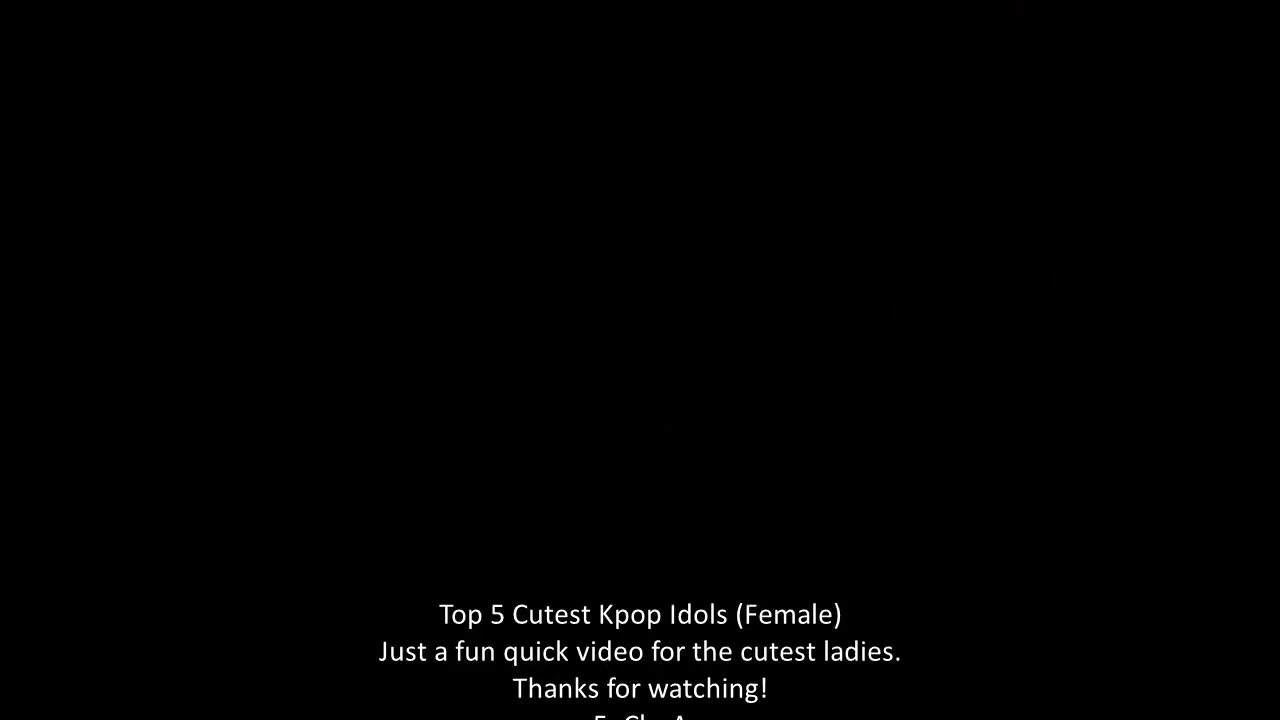 Top 5 Cutest Kpop Idols (Female)
Just a fun quick video for the cutest ladies.
Thanks for watching!